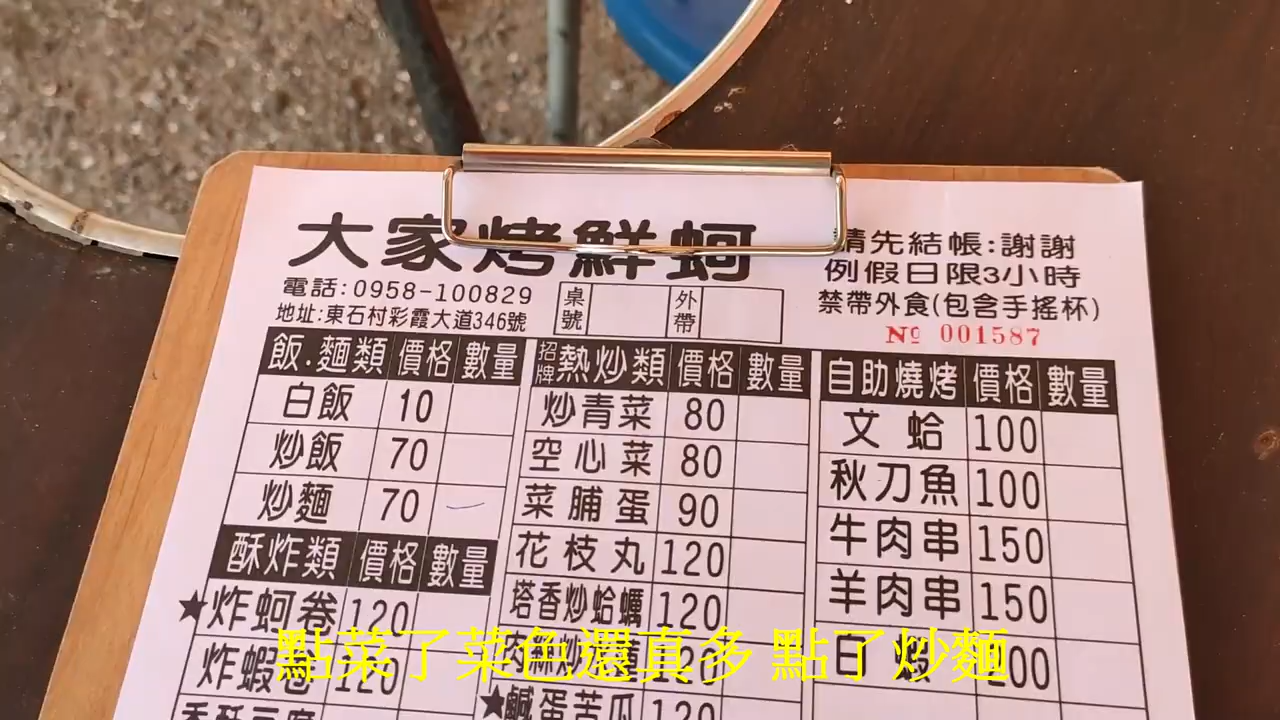 大家烤鮮蚵
電話:0958-100829
地址:東石村彩霞大道346號
桌號
外帶
請先結帳:謝謝
例假日限3小時
禁帶外食(包含手搖杯)
№ 001587
飯.麵類 價格 數量
白飯 10
炒飯 70
炒麵 70
酥炸類 價格 數量
★炸蚵卷 120
炸蝦卷 120
招牌熱炒類 價格 數量
炒青菜 80
空心菜 80
菜脯蛋 90
花枝丸 120
塔香炒蛤蠣 120
120
★鹹蛋苦瓜 120
自助燒烤 價格 數量
文蛤 100
秋刀魚 100
牛肉串 150
羊肉串 150
點菜了菜色還真多 點了炒麵